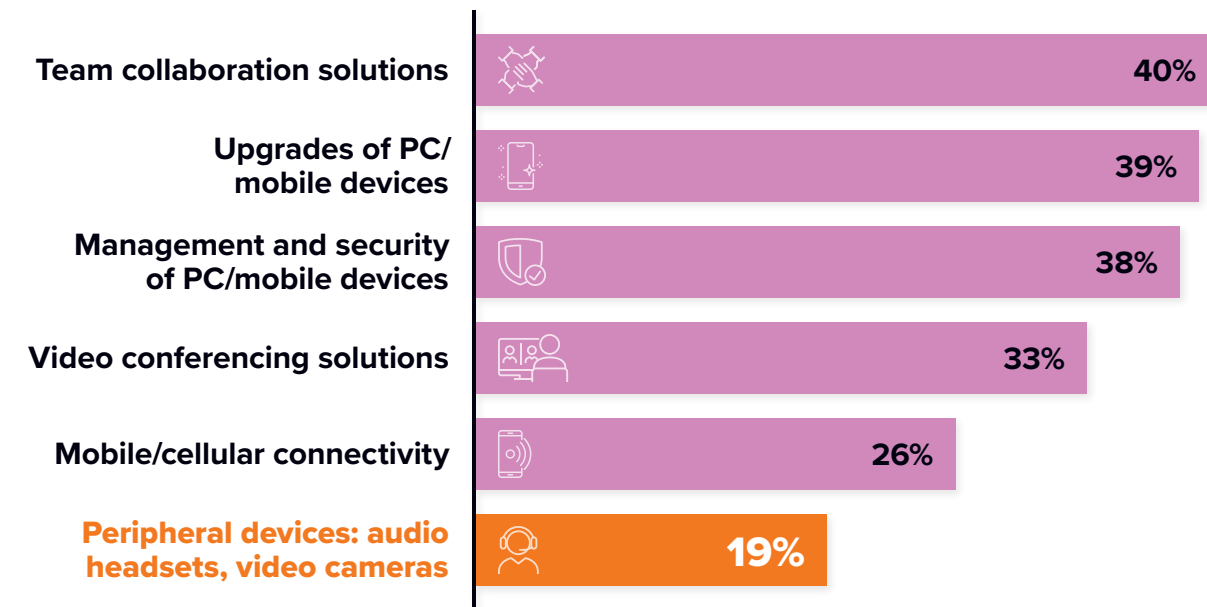 Team collaboration solutions
40%
Upgrades of PC/
mobile devices
39%
Management and security
of PC/mobile devices
38%
Video conferencing solutions
33%
Mobile/cellular connectivity
26%
Peripheral devices: audio
headsets, video cameras
19%